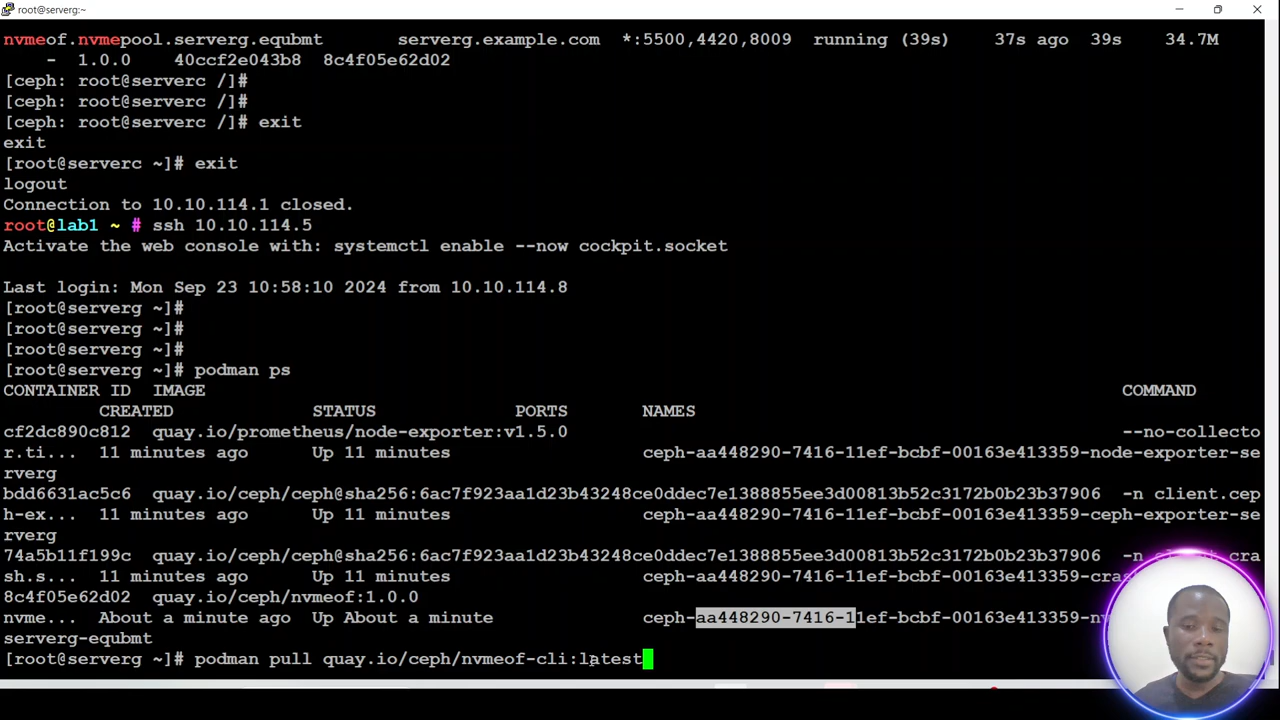 root@serverg:~
nvmeof.nvmepool.serverg.equbmt serverg.example.com *:5500,4420,8009 running (39s) 37s ago 39s 34.7M
- 1.0.0 40ccf2e043b8 8c4f05e62d02
[ceph: root@serverc /]#
[ceph: root@serverc /]#
[ceph: root@serverc /]# exit
exit
[root@serverc ~]# exit
logout
Connection to 10.10.114.1 closed.
root@lab1 ~ # ssh 10.10.114.5
Activate the web console with: systemctl enable --now cockpit.socket
Last login: Mon Sep 23 10:58:10 2024 from 10.10.114.8
[root@serverg ~]#
[root@serverg ~]#
[root@serverg ~]#
[root@serverg ~]# podman ps
CONTAINER ID IMAGE COMMAND
CREATED STATUS PORTS NAMES
cf2dc890c812 quay.io/prometheus/node-exporter:v1.5.0 --no-collecto
r.ti... 11 minutes ago Up 11 minutes ceph-aa448290-7416-11ef-bcbf-00163e413359-node-exporter-se
rverg
bdd6631ac5c6 quay.io/ceph/ceph@sha256:6ac7f923aa1d23b43248ce0ddec7e1388855ee3d00813b52c3172b0b23b37906 -n client.cep
h-ex... 11 minutes ago Up 11 minutes ceph-aa448290-7416-11ef-bcbf-00163e413359-ceph-exporter-se
rverg
74a5b11f199c quay.io/ceph/ceph@sha256:6ac7f923aa1d23b43248ce0ddec7e1388855ee3d00813b52c3172b0b23b37906 -n client.cra
sh.s... 11 minutes ago Up 11 minutes ceph-aa448290-7416-11ef-bcbf-00163e413359-cra
8c4f05e62d02 quay.io/ceph/nvmeof:1.0.0
nvme... About a minute ago Up About a minute ceph-aa448290-7416-11ef-bcbf-00163e413359-nv
serverg-equbmt
[root@serverg ~]# podman pull quay.io/ceph/nvmeof-cli:latest